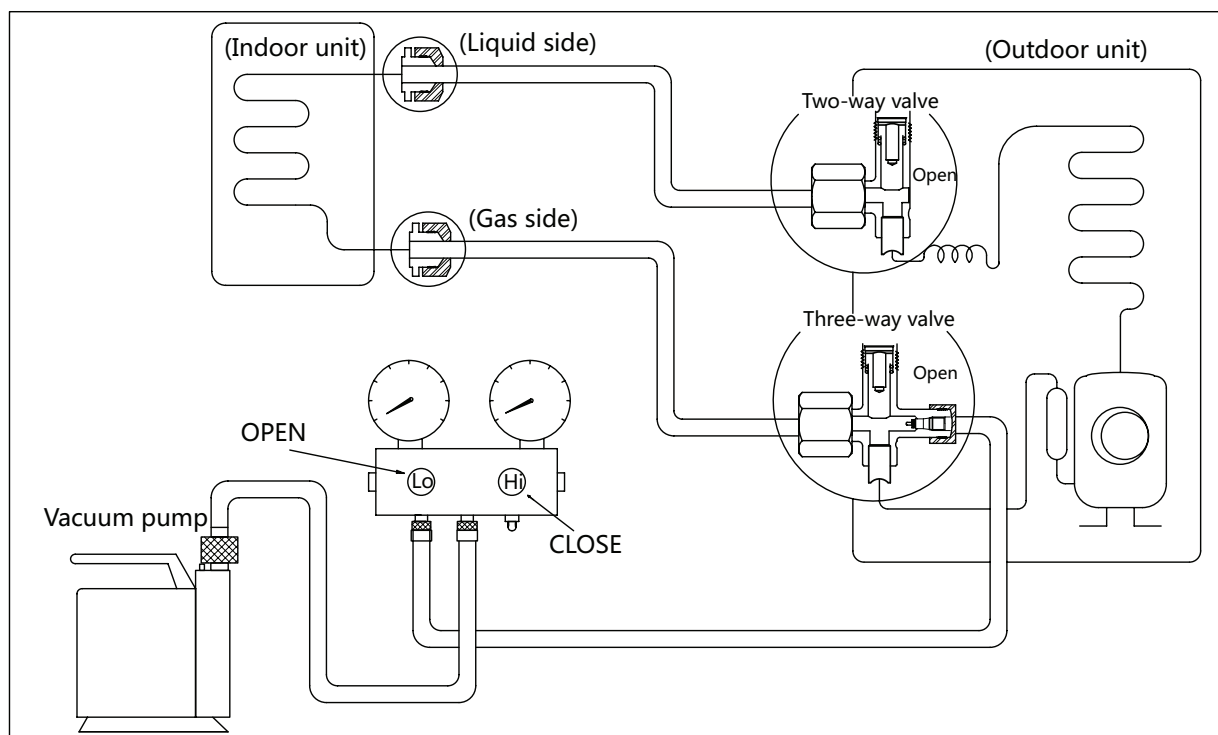 (Indoor unit)
(Liquid side)
(Outdoor unit)
Two-way valve
Open
(Gas side)
Three-way valve
Open
OPEN
Lo
Hi
CLOSE
Vacuum pump